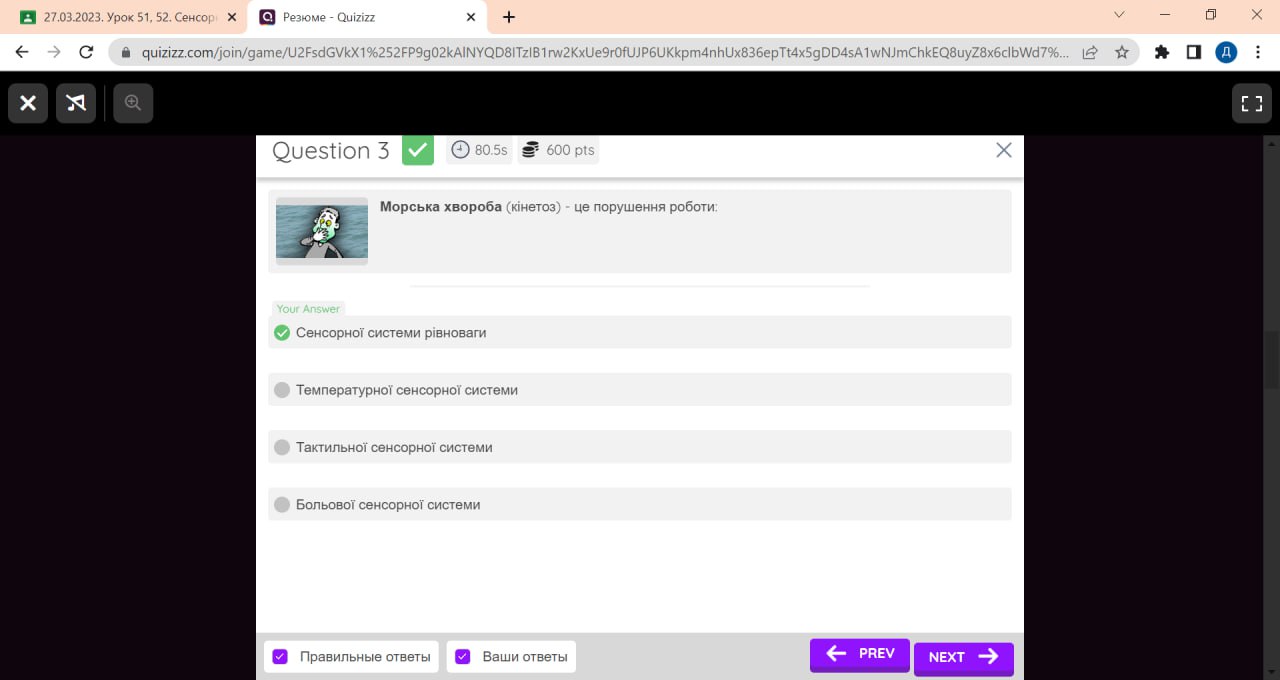 27.03.2023. Урок 51, 52. Сенсор
Резюме - Quizizz
quizizz.com/join/game/U2FsdGVkX1%252FP9g02kAlNYQD8ITzIB1rw2KxUe9r0fUJP6UKkpm4nhUx836epTt4x5gDD4sA1wNJmChkEQ8uyZ8x6clbWd7%...
Д
Question 3
80.5s
600 pts
Морська хвороба (кінетоз) - це порушення роботи:
Your Answer
Сенсорної системи рівноваги
Температурної сенсорної системи
Тактильної сенсорної системи
Больової сенсорної системи
Правильные ответы
Ваши ответы
PREV
NEXT